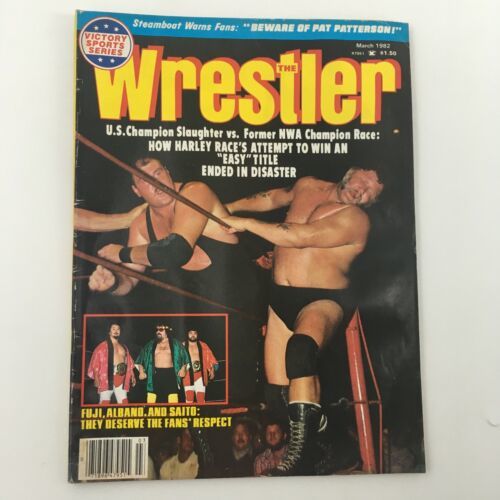 Steamboat Warns Fans: "BEWARE OF PAT PATTERSON!"
VICTORY
SPORTS
SERIES
March 1982
$1.50
THE
Wrestler
U.S. Champion Slaughter vs. Former NWA Champion Race:
HOW HARLEY RACE'S ATTEMPT TO WIN AN
"EASY" TITLE
ENDED IN DISASTER
FUJI, ALBANO, AND SAITO:
THEY DESERVE THE FANS' RESPECT
03